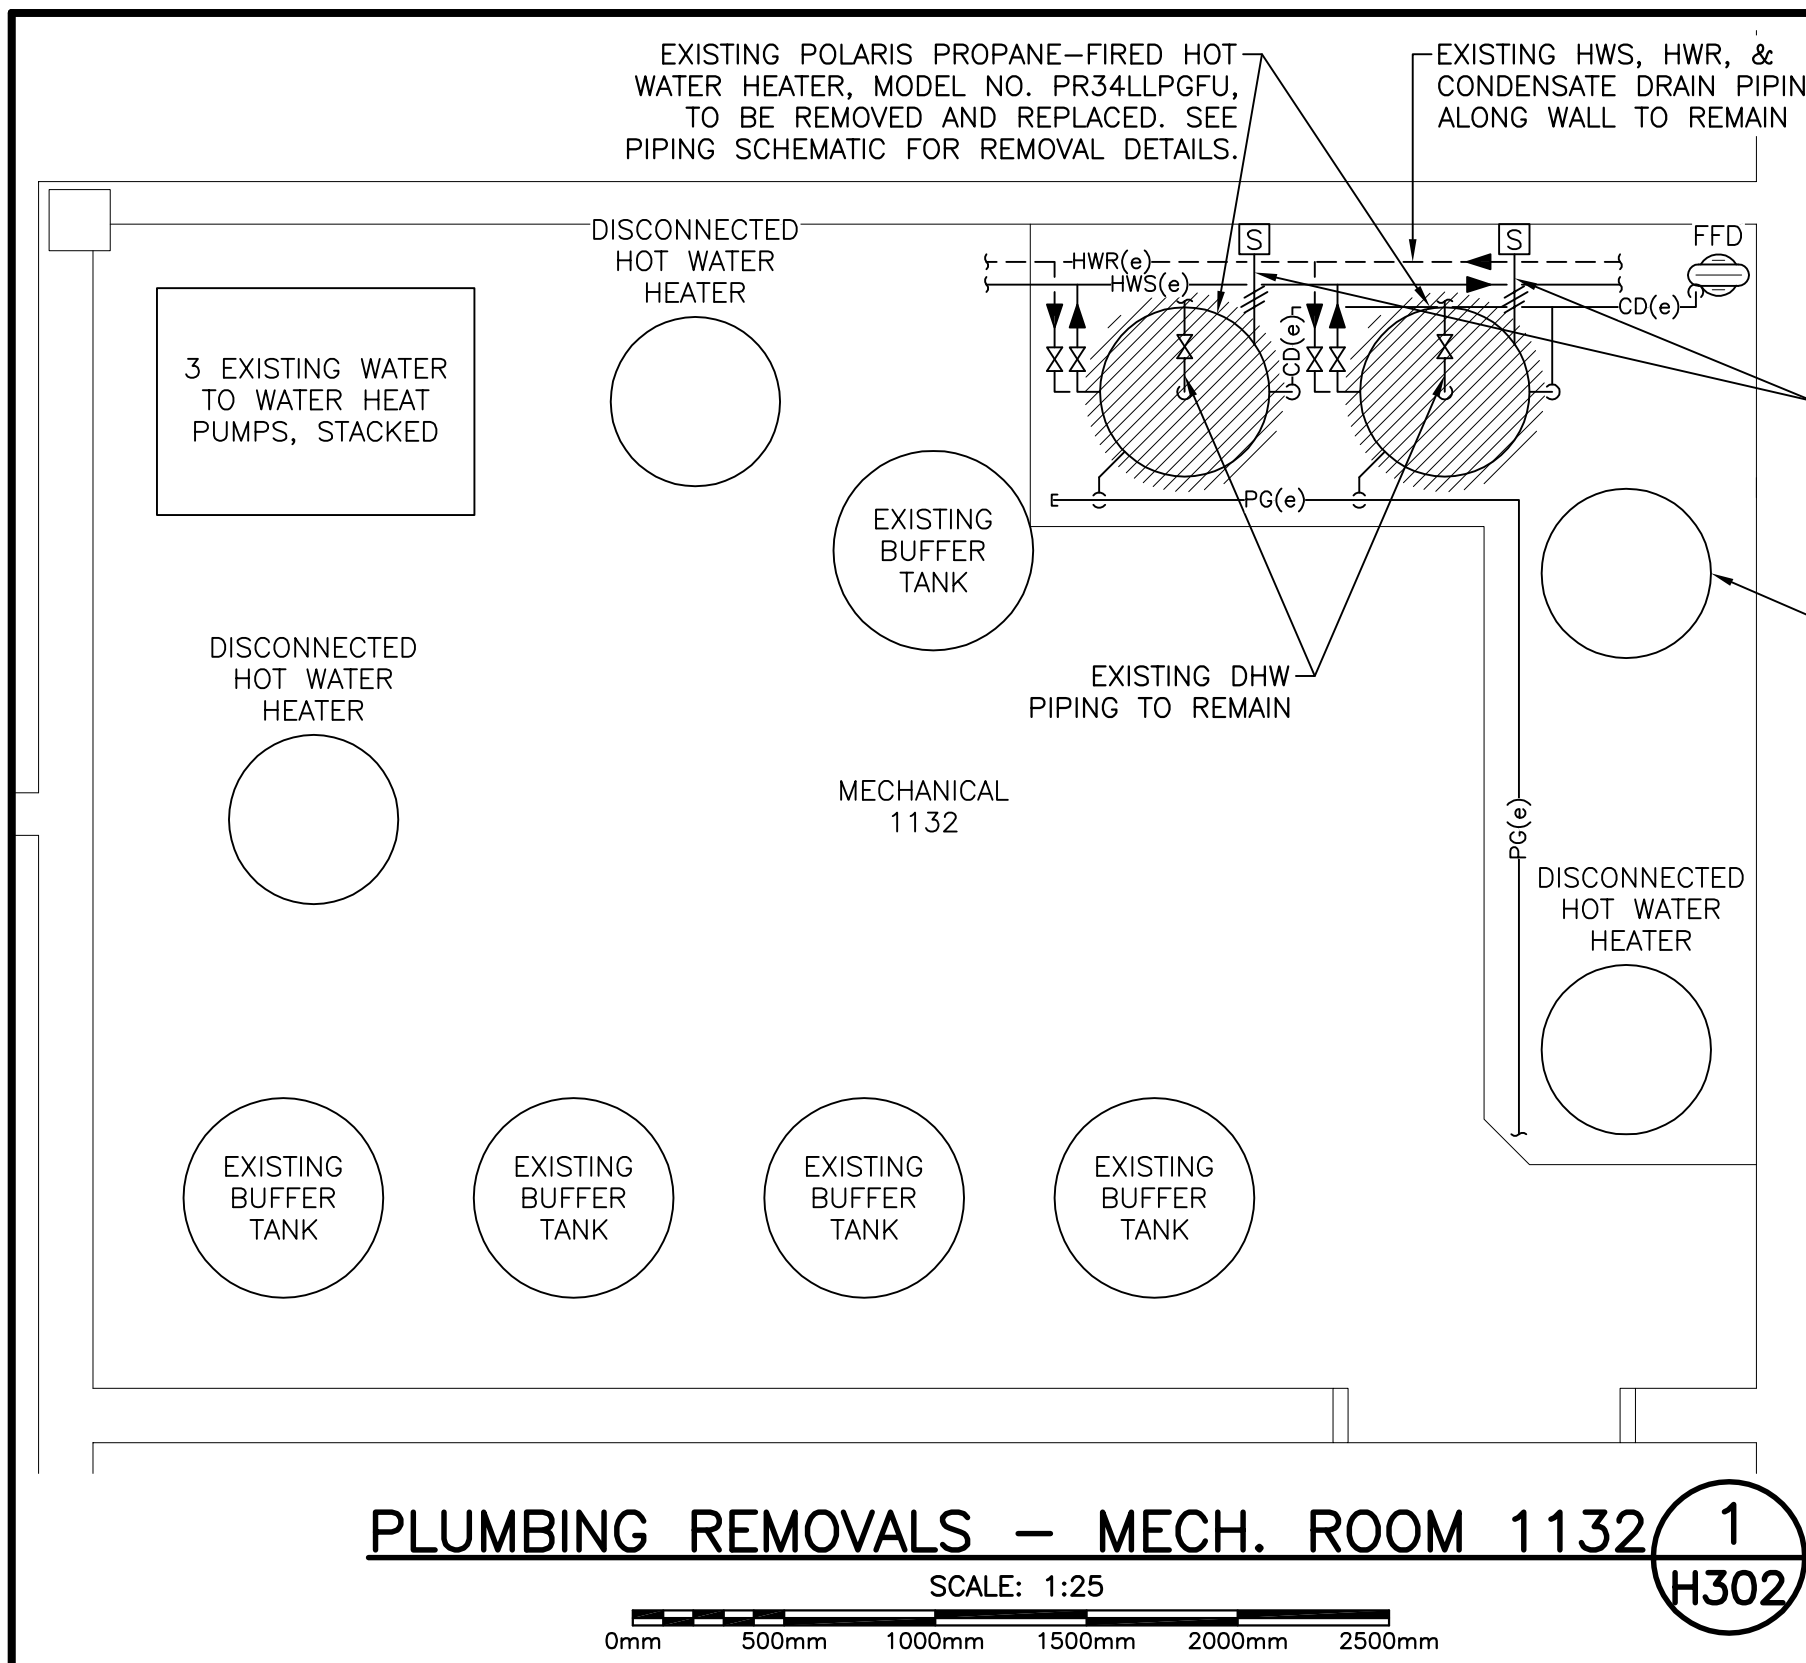 EXISTING POLARIS PROPANE-FIRED HOT
WATER HEATER, MODEL NO. PR34LLPGFU,
TO BE REMOVED AND REPLACED. SEE
PIPING SCHEMATIC FOR REMOVAL DETAILS.
EXISTING HWS, HWR, &
CONDENSATE DRAIN PIPIN
ALONG WALL TO REMAIN
DISCONNECTED
HOT WATER
HEATER
S
S
FFD
HWR(e)
HWS(e)
CD(e)
CD(e)
3 EXISTING WATER
TO WATER HEAT
PUMPS, STACKED
PG(e)
EXISTING
BUFFER
TANK
DISCONNECTED
HOT WATER
HEATER
EXISTING DHW
PIPING TO REMAIN
MECHANICAL
1132
PG(e)
DISCONNECTED
HOT WATER
HEATER
EXISTING
BUFFER
TANK
EXISTING
BUFFER
TANK
EXISTING
BUFFER
TANK
EXISTING
BUFFER
TANK
PLUMBING REMOVALS - MECH. ROOM 1132
1
H302
SCALE: 1:25
0mm 500mm 1000mm 1500mm 2000mm 2500mm